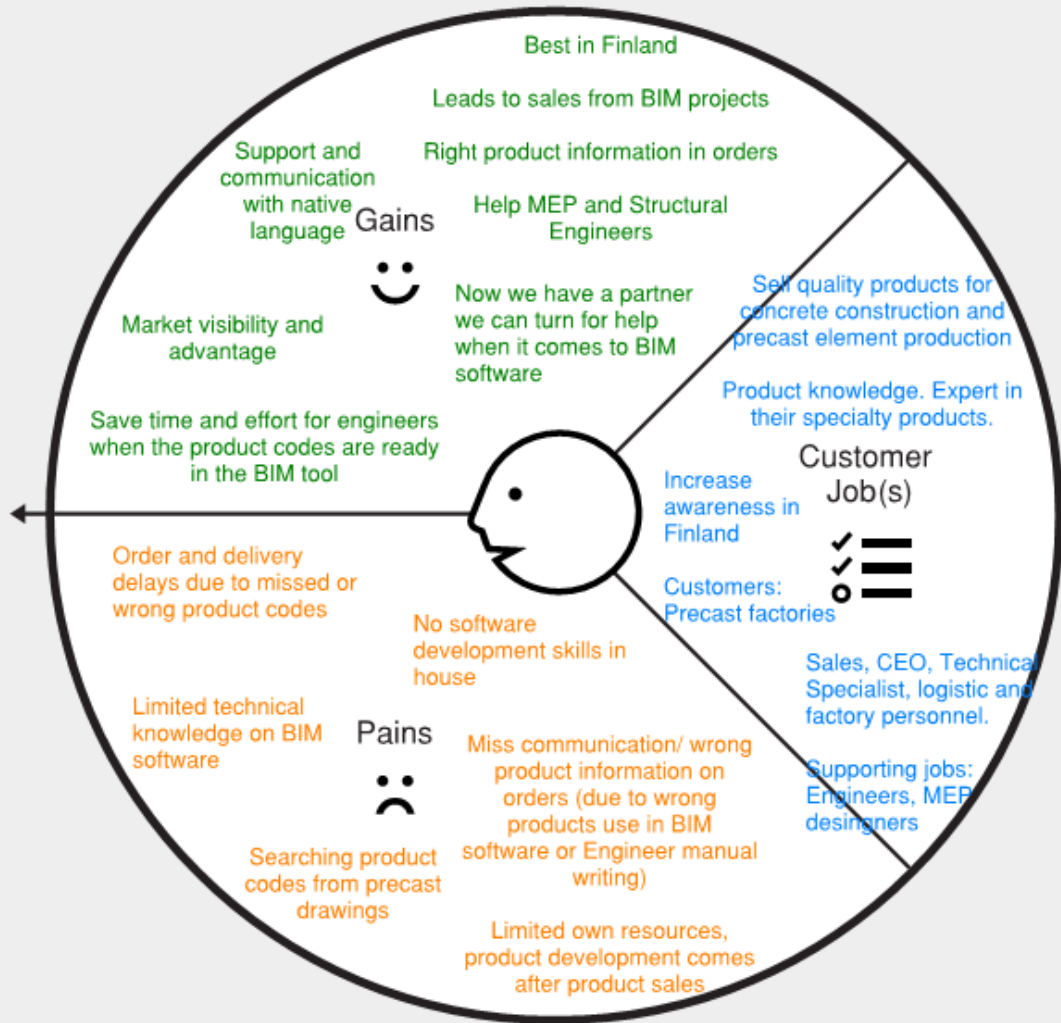 Best in Finland
Leads to sales from BIM projects
Right product information in orders
Help MEP and Structural
Engineers
Support and
communication
with native
language
Gains
Now we have a partner
we can turn for help
when it comes to BIM
software
Market visibility and
advantage
Save time and effort for engineers
when the product codes are ready
in the BIM tool
Sell quality products for
concrete construction and
precast element production
Product knowledge. Expert in
their specialty products.
Customer
Job(s)
Increase
awareness in
Finland
Customers:
Precast factories
Sales, CEO, Technical
Specialist, logistic and
factory personnel.
Supporting jobs:
Engineers, MEP
desingners
Order and delivery
delays due to missed or
wrong product codes
No software
development skills in
house
Limited technical
knowledge on BIM
software
Pains
Miss communication/ wrong
product information on
orders (due to wrong
products use in BIM
software or Engineer manual
writing)
Searching product
codes from precast
drawings
Limited own resources,
product development comes
after product sales